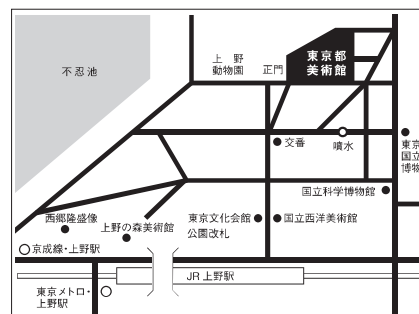 不忍池
上野
動物園
正門
東京都
美術館
交番
噴水
東京
国立
博物
国立科学博物館
西郷隆盛像
上野の森美術館
東京文化会館
公園改札
国立西洋美術館
京成線・上野駅
JR 上野駅
東京メトロ・
上野駅